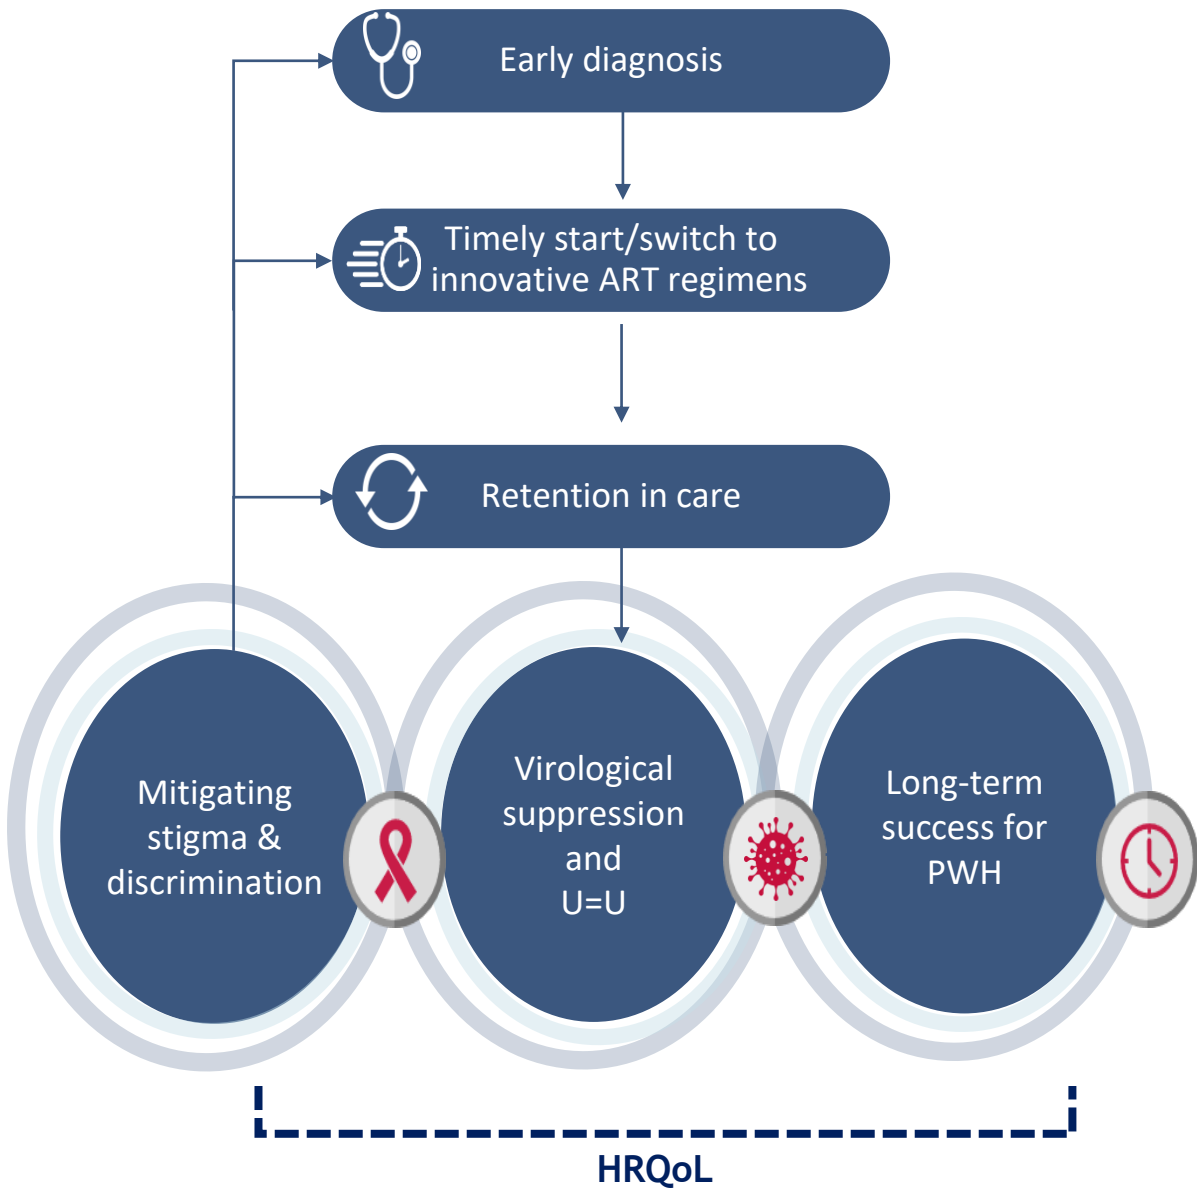 Early diagnosis
Timely start/switch to
innovative ART regimens
Retention in care
Mitigating
stigma &
discrimination
Virological
suppression
and
U=U
Long-term
success for
PWH
HRQoL